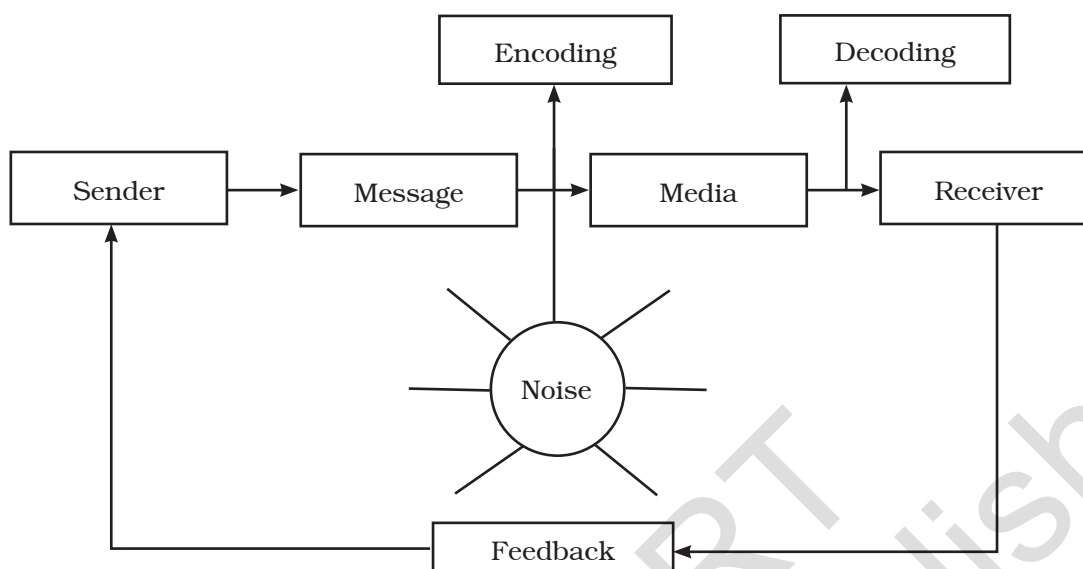 Encoding
Decoding
Sender
Message
Media
Receiver
Noise
Feedback